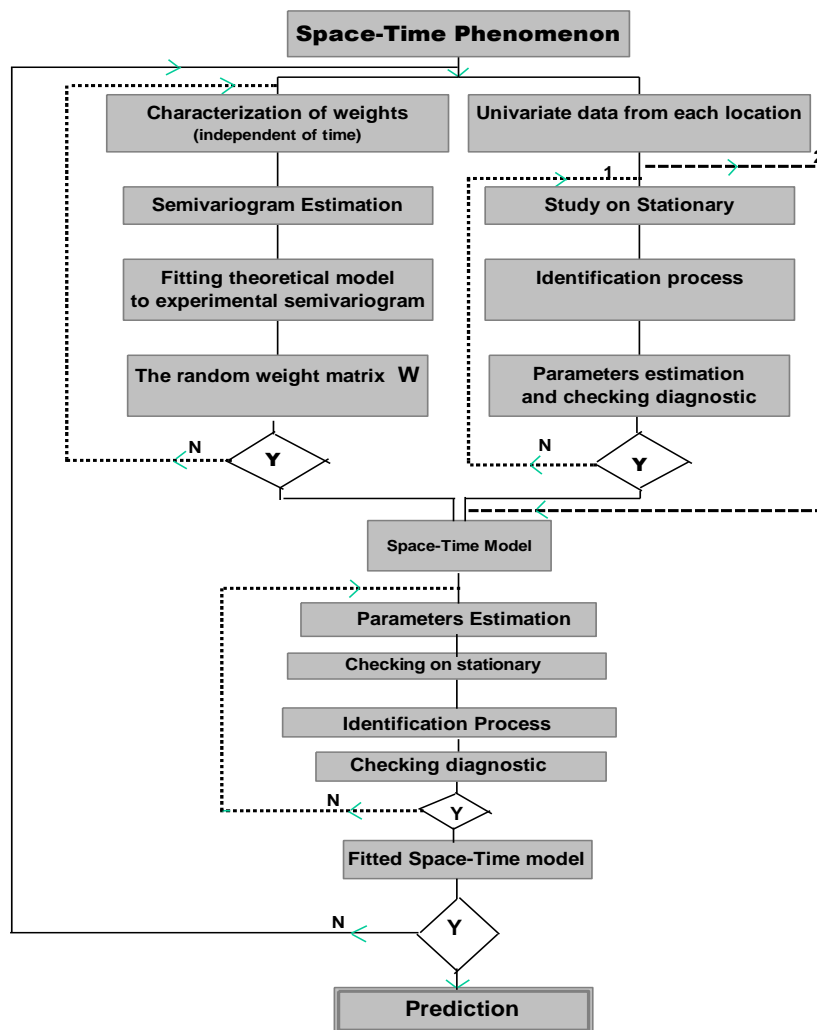 Space-Time Phenomenon
Characterization of weights
(independent of time)
Univariate data from each location
1
2
Semivariogram Estimation
Study on Stationary
Fitting theoretical model
to experimental semivariogram
Identification process
The random weight matrix W
Parameters estimation
and checking diagnostic
N
Y
N
Y
Space-Time Model
Parameters Estimation
Checking on stationary
Identification Process
Checking diagnostic
N
Y
Fitted Space-Time model
N
Y
Prediction